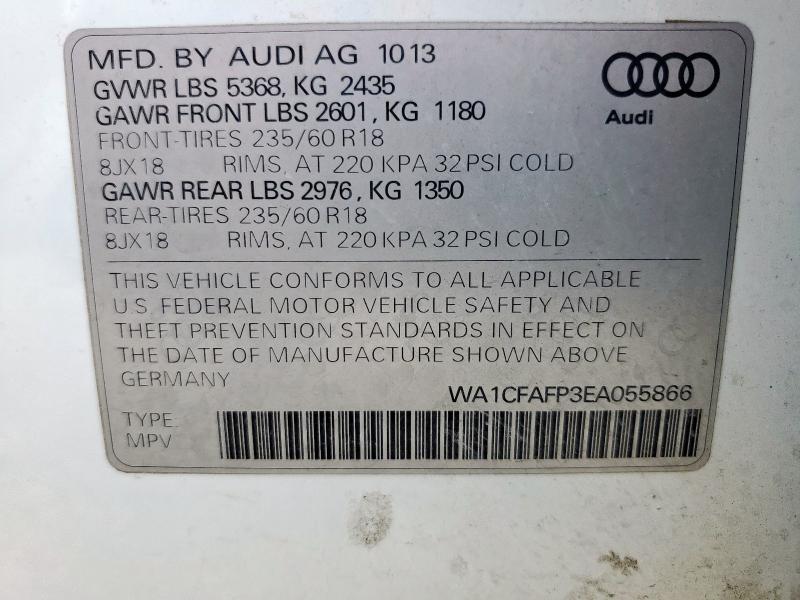 MFD. BY AUDI AG 1013
GVWR LBS 5368, KG 2435
GAWR FRONT LBS 2601, KG 1180
FRONT-TIRES 235/60 R18
8JX18 RIMS, AT 220 KPA 32 PSI COLD
GAWR REAR LBS 2976, KG 1350
REAR-TIRES 235/60 R18
8JX18 RIMS, AT 220 KPA 32 PSI COLD
Audi
THIS VEHICLE CONFORMS TO ALL APPLICABLE
U.S. FEDERAL MOTOR VEHICLE SAFETY AND
THEFT PREVENTION STANDARDS IN EFFECT ON
THE DATE OF MANUFACTURE SHOWN ABOVE
GERMANY
WA1CFAFP3EA055866
TYPE:
MPV